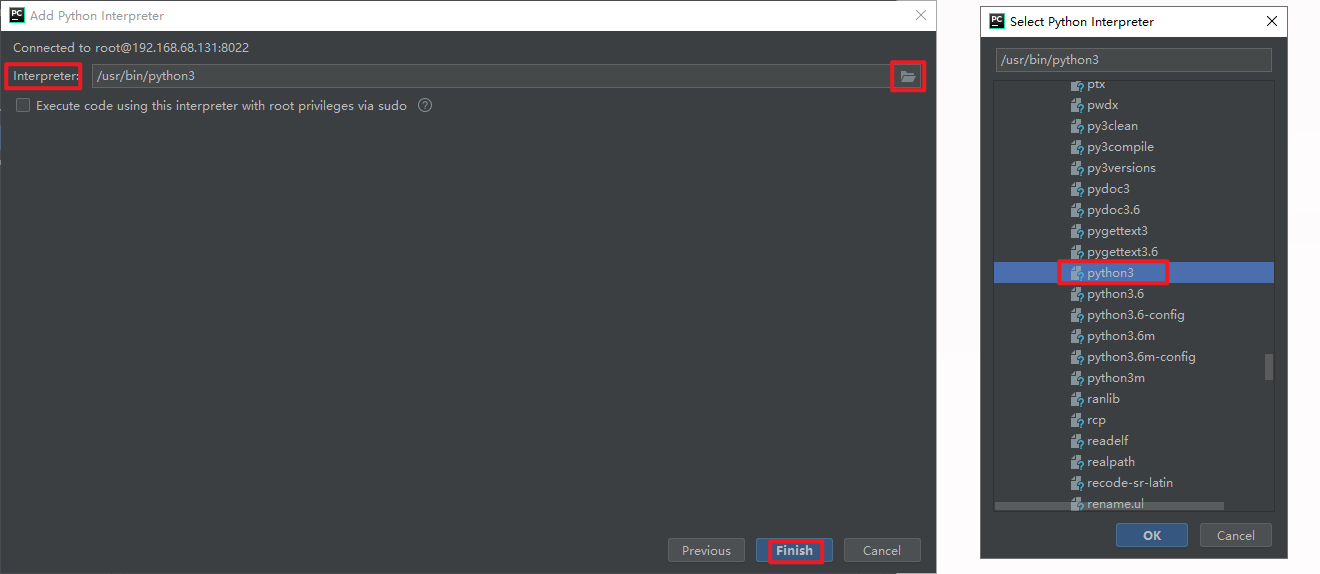 PC Add Python Interpreter
Connected to root@192.168.68.131:8022
Interpreter: /usr/bin/python3
Execute code using this interpreter with root privileges via sudo ?
Previous Finish Cancel
PC Select Python Interpreter
/usr/bin/python3
ptx
pwdx
py3clean
py3compile
py3versions
pydoc3
pydoc3.6
pygettext3
pygettext3.6
python3
python3.6
python3.6-config
python3.6m
python3.6m-config
python3m
ranlib
rcp
readelf
realpath
recode-sr-latin
rename.ul
OK Cancel